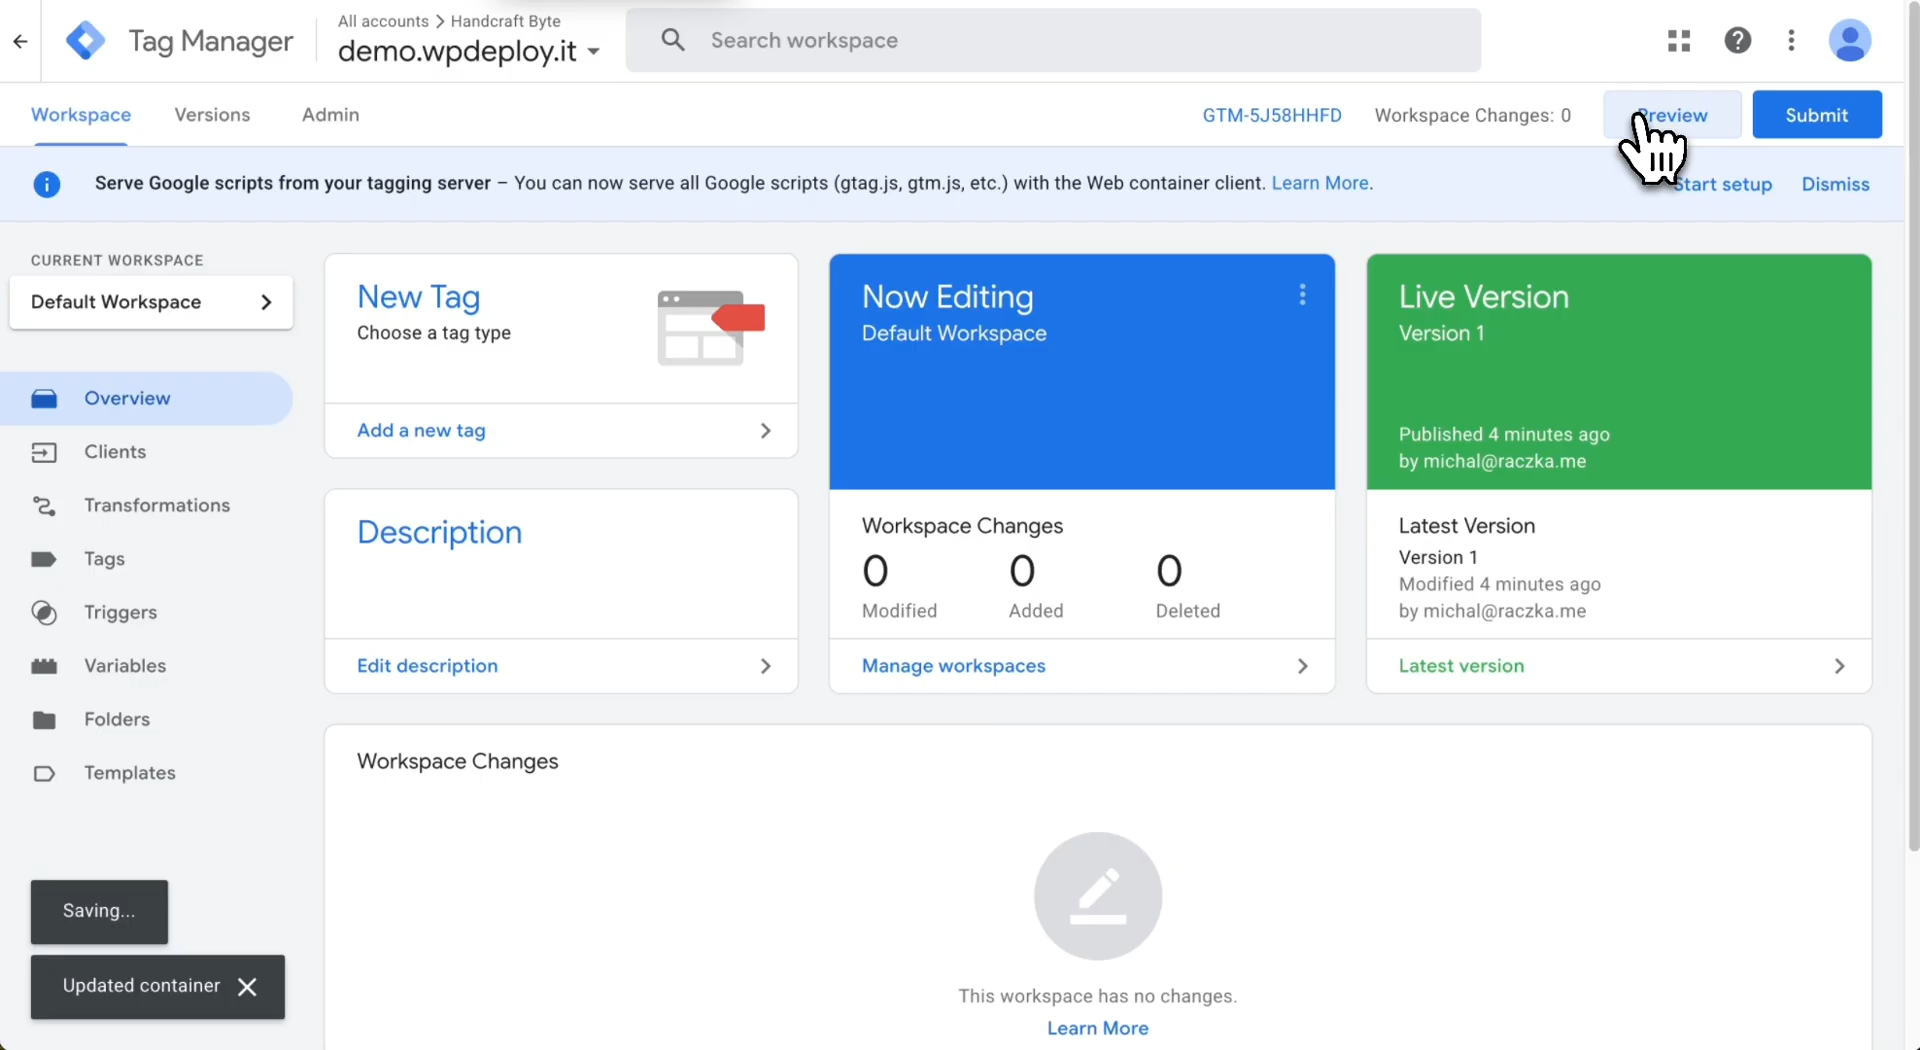 Tag Manager
All accounts > Handcraft Byte
demo.wpdeploy.it
Search workspace
Workspace
Versions
Admin
GTM-5J58HHFD
Workspace Changes: 0
Preview
Submit
Serve Google scripts from your tagging server – You can now serve all Google scripts (gtag.js, gtm.js, etc.) with the Web container client. Learn More.
Start setup
Dismiss
CURRENT WORKSPACE
Default Workspace
Overview
Clients
Transformations
Tags
Triggers
Variables
Folders
Templates
New Tag
Choose a tag type
Add a new tag
Description
Edit description
Now Editing
Default Workspace
Workspace Changes
0 0 0
Modified Added Deleted
Manage workspaces
Live Version
Version 1
Published 4 minutes ago
by michal@raczka.me
Latest Version
Version 1
Modified 4 minutes ago
by michal@raczka.me
Latest version
Workspace Changes
This workspace has no changes.
Learn More
Saving...
Updated container